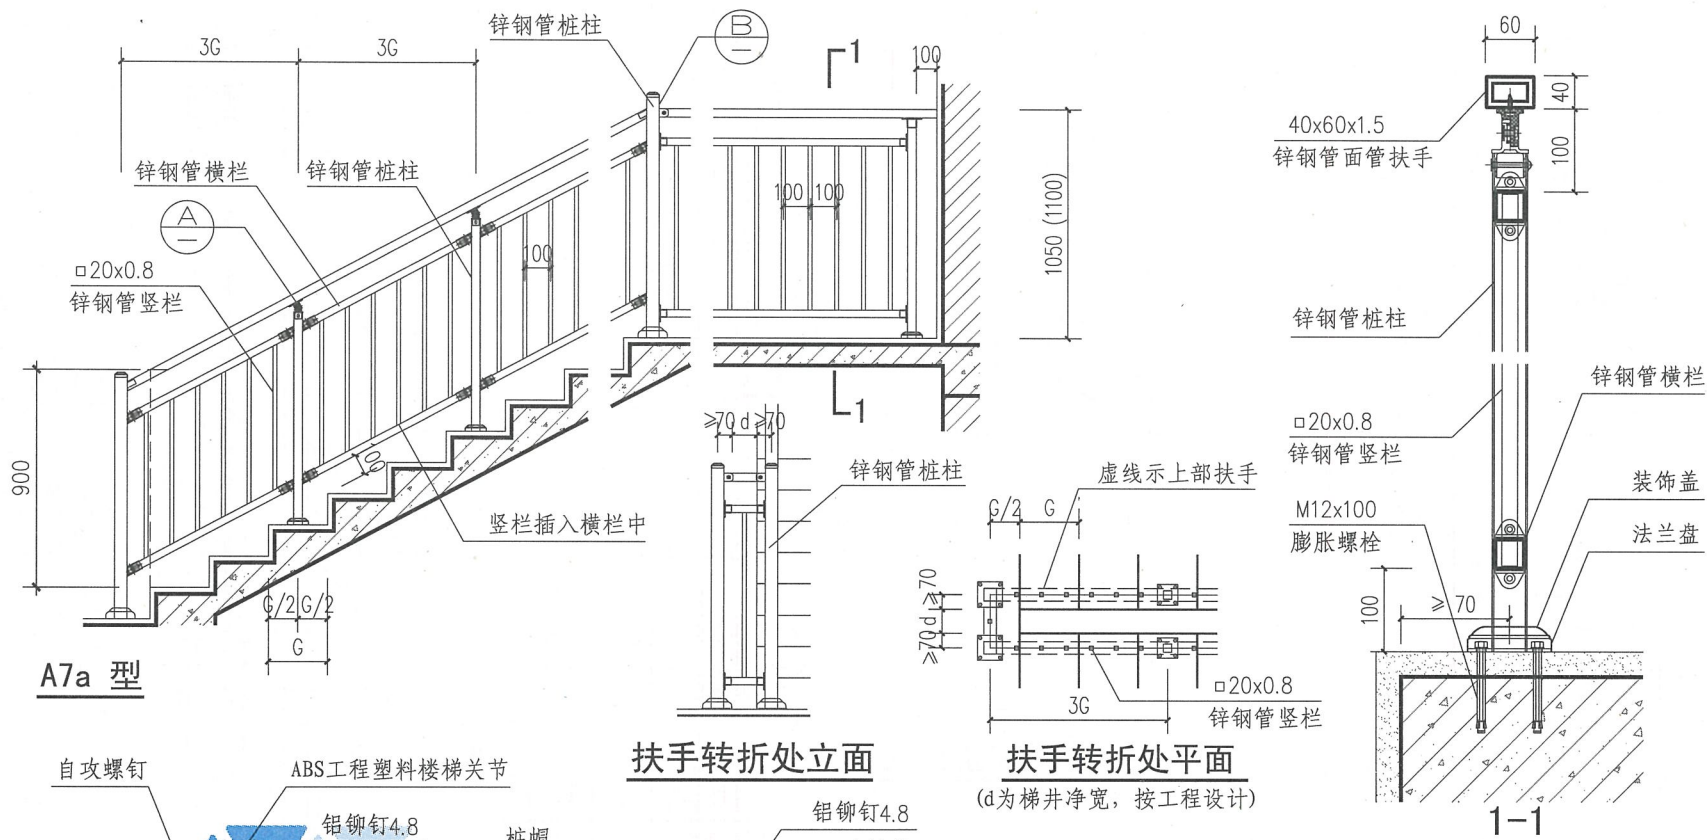 3G
3G
锌钢管桩柱
B
1
100
60
40
100
40x60x1.5
锌钢管面管扶手
锌钢管横栏
锌钢管桩柱
A
□20x0.8
锌钢管竖栏
100
100
100
1050 (1100)
锌钢管桩柱
900
100
竖栏插入横栏中
G/2
G/2
G
A7a 型
1
≥70
d
≥70
锌钢管桩柱
扶手转折处立面
虚线示上部扶手
G/2
G
≥70
d
≥70
3G
□20x0.8
锌钢管竖栏
扶手转折处平面
(d为梯井净宽，按工程设计)
锌钢管横栏
□20x0.8
锌钢管竖栏
M12x100
膨胀螺栓
装饰盖
法兰盘
100
≥70
1-1
自攻螺钉
ABS工程塑料楼梯关节
铝铆钉4.8
桩帽
铝铆钉4.8